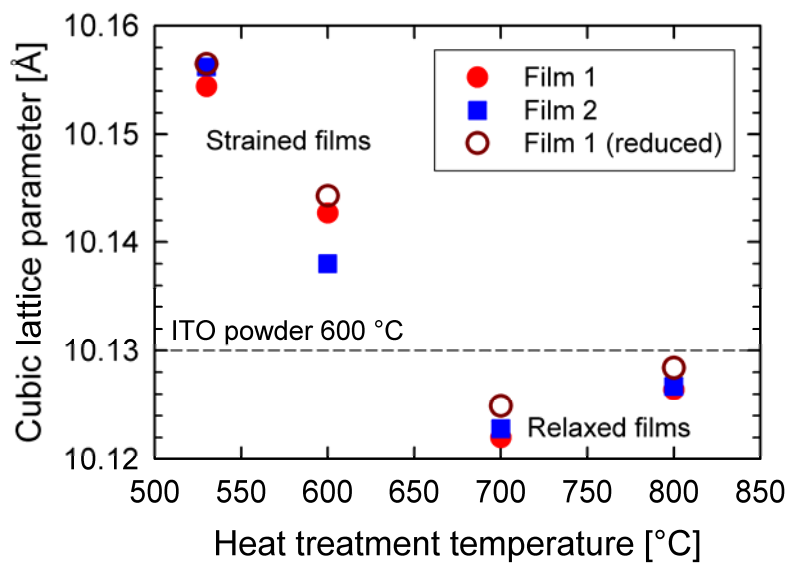 Cubic lattice parameter [Å]
10.16
10.15
10.14
10.13
10.12
Film 1
Film 2
Film 1 (reduced)
Strained films
ITO powder 600 °C
Relaxed films
500
550
600
650
700
750
800
850
Heat treatment temperature [°C]